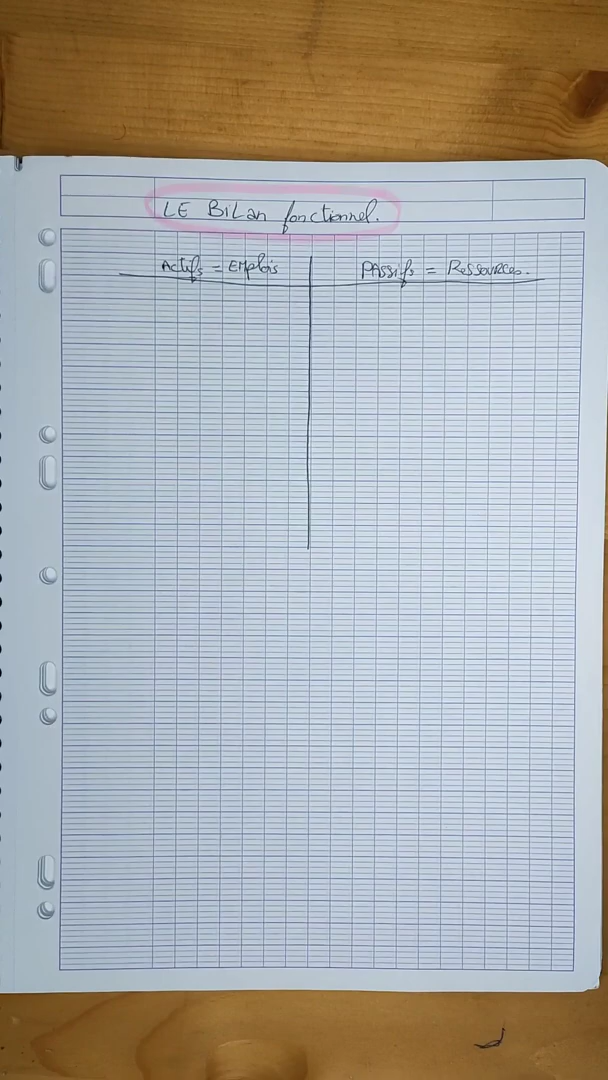 LE BiLan fonctionnel.
Actifs = Emplois
PAssifs = Ressources.